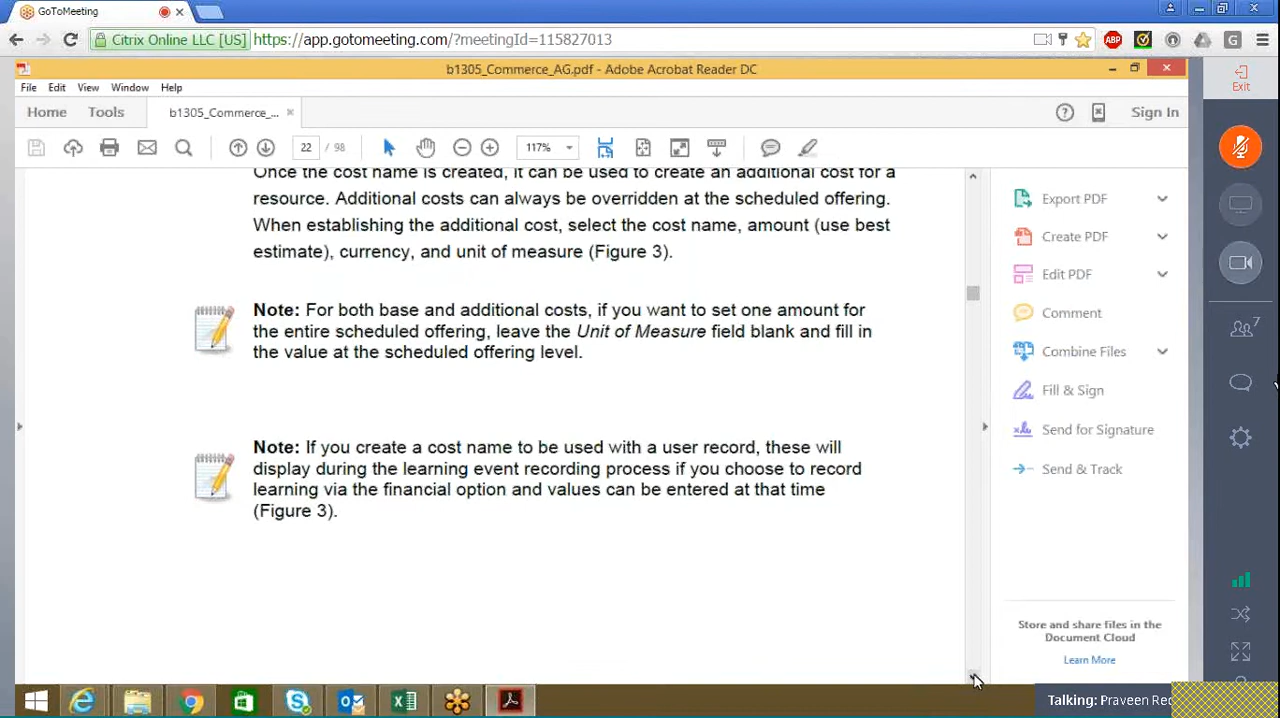 GoToMeeting
Citrix Online LLC [US] https://app.gotomeeting.com/?meetingId=115827013
ABP
G
b1305_Commerce_AG.pdf - Adobe Acrobat Reader DC
Exit
File Edit View Window Help
Home Tools b1305_Commerce_... Sign In
22 / 98 117%
Once the cost name is created, it can be used to create an additional cost for a
resource. Additional costs can always be overridden at the scheduled offering.
When establishing the additional cost, select the cost name, amount (use best
estimate), currency, and unit of measure (Figure 3).
Note: For both base and additional costs, if you want to set one amount for
the entire scheduled offering, leave the Unit of Measure field blank and fill in
the value at the scheduled offering level.
Note: If you create a cost name to be used with a user record, these will
display during the learning event recording process if you choose to record
learning via the financial option and values can be entered at that time
(Figure 3).
Export PDF
Create PDF
Edit PDF
Comment
Combine Files
Fill & Sign
Send for Signature
Send & Track
Store and share files in the
Document Cloud
Learn More
7
Talking: Praveen Rec